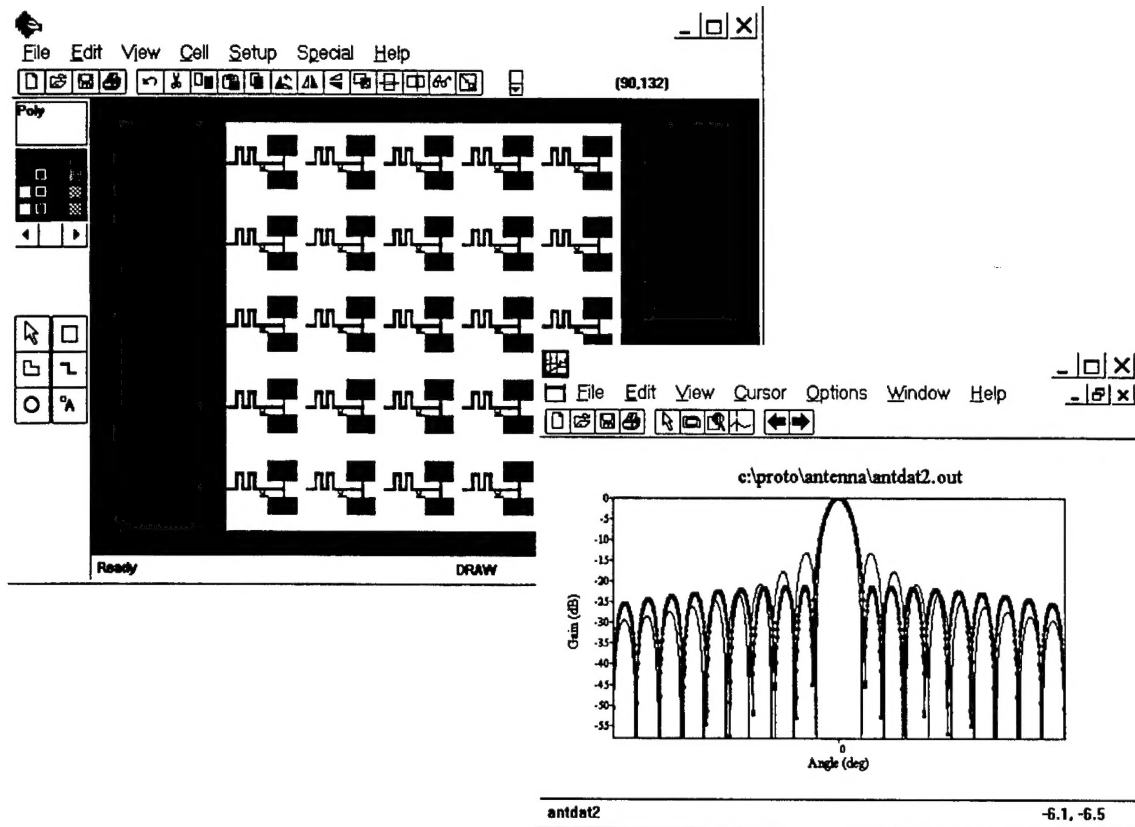 File Edit View Cell Setup Special Help
(90,132)
Poly
Ready DRAW
File Edit View Cursor Options Window Help
c:\proto\antenna\antdat2.out
0
-5
-10
-15
-20
-25
-30
-35
-40
-45
-50
-55
Gain (dB)
0
Angle (deg)
antdat2 -6.1, -6.5